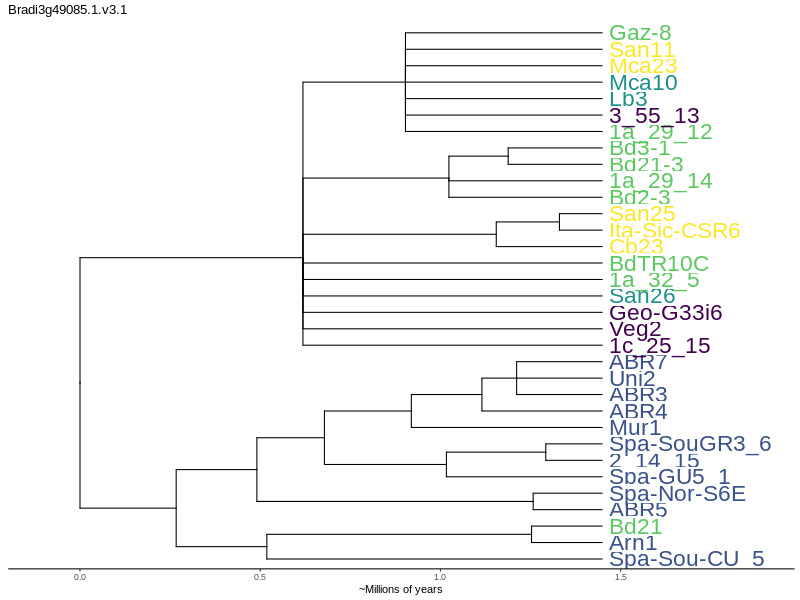 Bradi3g49085.1.v3.1
Gaz-8
San11
Mca23
Mca10
Lb3
3_55_13
1a_29_12
Bd3-1
Bd21-3
1a_29_14
Bd2-3
San25
Ita-Sic-CSR6
Cb23
BdTR10C
1a_32_5
San26
Geo-G33i6
Veg2
1c_25_15
ABR7
Uni2
ABR3
ABR4
Mur1
Spa-SouGR3_6
2_14_15
Spa-GU5_1
Spa-Nor-S6E
ABR5
Bd21
Arn1
Spa-Sou-CU_5
0.0 0.5 1.0 1.5
~Millions of years